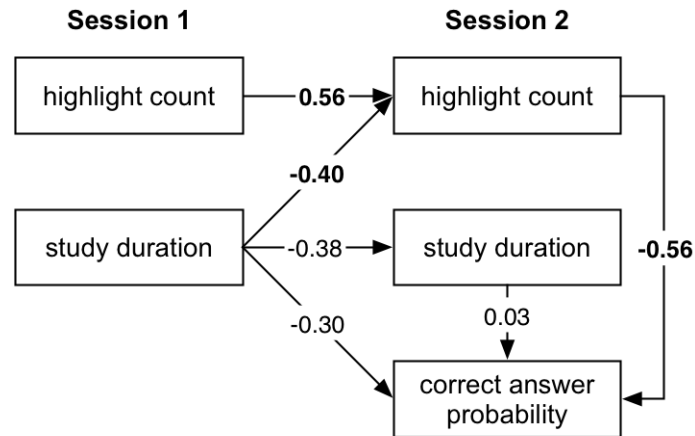 Session 1 Session 2
highlight count 0.56 highlight count
-0.40
-0.56
study duration -0.38 study duration
-0.30 0.03
correct answer
probability